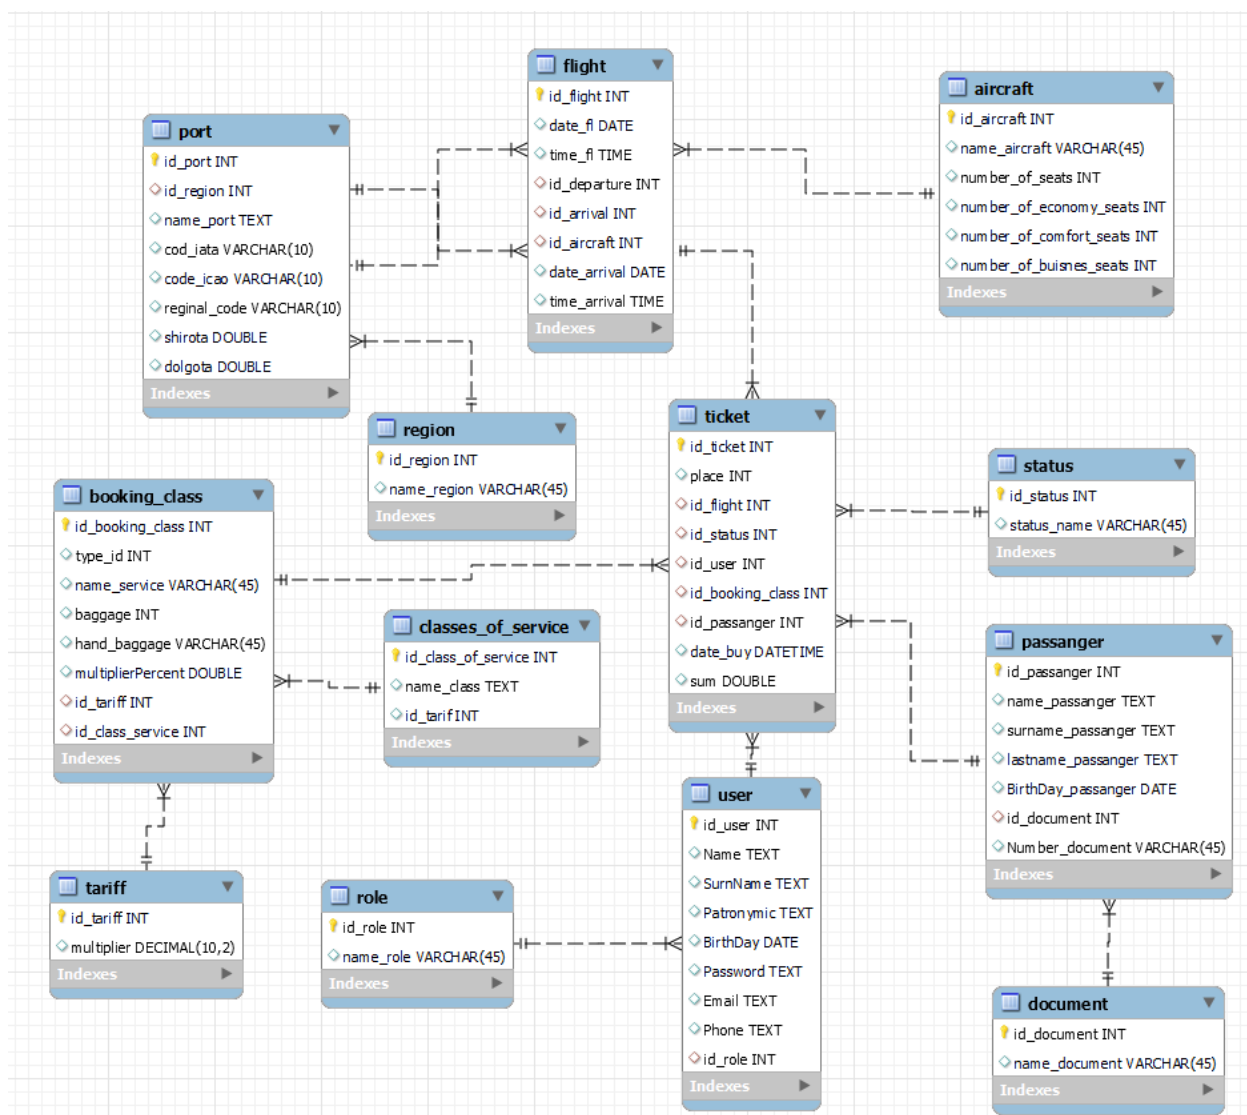 flight
id_flight INT
date_fl DATE
time_fl TIME
id_departure INT
id_arrival INT
id_aircraft INT
date_arrival DATE
time_arrival TIME
Indexes
aircraft
id_aircraft INT
name_aircraft VARCHAR(45)
number_of_seats INT
number_of_economy_seats INT
number_of_comfort_seats INT
number_of_buisnes_seats INT
Indexes
port
id_port INT
id_region INT
name_port TEXT
cod_iata VARCHAR(10)
code_icao VARCHAR(10)
reginal_code VARCHAR(10)
shirota DOUBLE
dolgota DOUBLE
Indexes
region
id_region INT
name_region VARCHAR(45)
Indexes
ticket
id_ticket INT
place INT
id_flight INT
id_status INT
id_user INT
id_booking_class INT
id_passanger INT
date_buy DATETIME
sum DOUBLE
Indexes
status
id_status INT
status_name VARCHAR(45)
Indexes
booking_class
id_booking_class INT
type_id INT
name_service VARCHAR(45)
baggage INT
hand_baggage VARCHAR(45)
multiplierPercent DOUBLE
id_tariff INT
id_class_service INT
Indexes
classes_of_service
id_class_of_service INT
name_class TEXT
id_tarif INT
Indexes
passanger
id_passanger INT
name_passanger TEXT
surname_passanger TEXT
lastname_passanger TEXT
BirthDay_passanger DATE
id_document INT
Number_document VARCHAR(45)
Indexes
user
id_user INT
Name TEXT
SurnName TEXT
Patronymic TEXT
BirthDay DATE
Password TEXT
Email TEXT
Phone TEXT
id_role INT
Indexes
tariff
id_tariff INT
multiplier DECIMAL(10,2)
Indexes
role
id_role INT
name_role VARCHAR(45)
Indexes
document
id_document INT
name_document VARCHAR(45)
Indexes